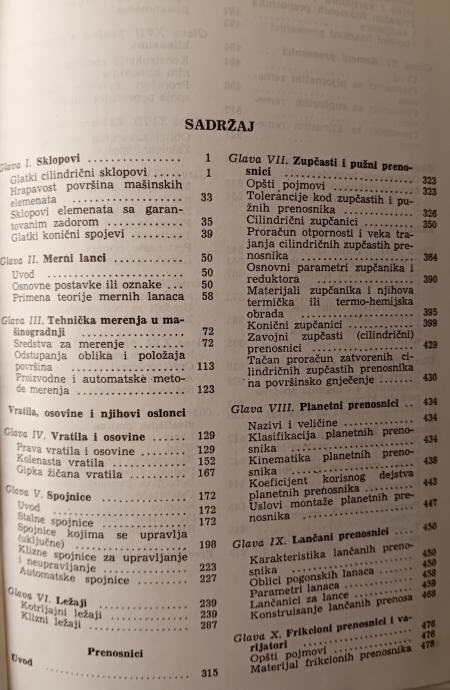 SADRŽAJ
Glava I. Sklopovi ................ 1
Glatki cilindrični sklopovi ..... 1
Hrapavost površina mašinskih
elemenata ................ 33
Sklopovi elemenata sa garan-
tovanim zadorom ............ 35
Glatki konični spojevi ........ 39
Glava II. Merni lanci ............ 50
Uvod ................ 50
Osnovne postavke ili oznake ... 50
Primena teorije mernih lanaca 58
Glava III. Tehnička merenja u ma-
šinogradnji ................ 72
Sredstva za merenje .......... 72
Odstupanja oblika i položaja
površina ................ 113
Proizvodne i automatske meto-
de merenja ................ 123
Vratila, osovine i njihovi oslonci
Glava IV. Vratila i osovine ...... 129
Prava vratila i osovine ........ 129
Kolenasta vratila ............ 152
Gipka žičana vratila .......... 167
Glava V. Spojnice ............ 172
Uvod ................ 172
Stalne spojnice ............ 172
Spojnice kojima se upravlja
(uključne) ................ 198
Klizne spojnice za upravljanje
i neupravljanje ............ 223
Automatske spojnice ........ 227
Glava VI. Ležaji ............ 239
Kotrljajni ležaji ............ 239
Klizni ležaji ............ 287
Prenosnici
Uvod ................ 315
Glava VII. Zupčasti i pužni preno-
snici ................ 323
Opšti pojmovi ............ 323
Tolerancije kod zupčastih i pu-
žnih prenosnika ............ 326
Cilindrični zupčanici ........ 350
Proračun otpornosti i veka tra-
janja cilindričnih zupčastih pre-
nosnika ................ 364
Osnovni parametri zupčanika i
reduktora ................ 390
Materijali zupčanika i njihova
termička ili termo-hemijska
obrada ................ 395
Konični zupčanici ............ 399
Zavojni zupčasti (cilindrični)
prenosnici ................ 429
Tačan proračun zatvorenih ci-
lindričnih zupčastih prenosnika
na površinsko gnječenje ...... 430
Glava VIII. Planetni prenosnici .. 434
Nazivi i veličine ............ 434
Klasifikacija planetnih preno-
snika ................ 434
Kinematika planetnih preno-
snika ................ 438
Koeficijent korisnog dejstva
planetnih prenosnika ........ 443
Uslovi montaže planetnih pre-
nosnika ................ 447
Glava IX. Lančani prenosnici .... 450
Karakteristika lančanih preno-
snika ................ 450
Oblici pogonskih lanaca ...... 450
Parametri lanaca ............ 458
Lančanici za lance .......... 459
Konstruisanje lančanih prenosa 463
Glava X. Frikcioni prenosnici i va-
rijatori ................ 476
Opšti pojmovi ............ 476
Materijal frikcionih prenosnika 478